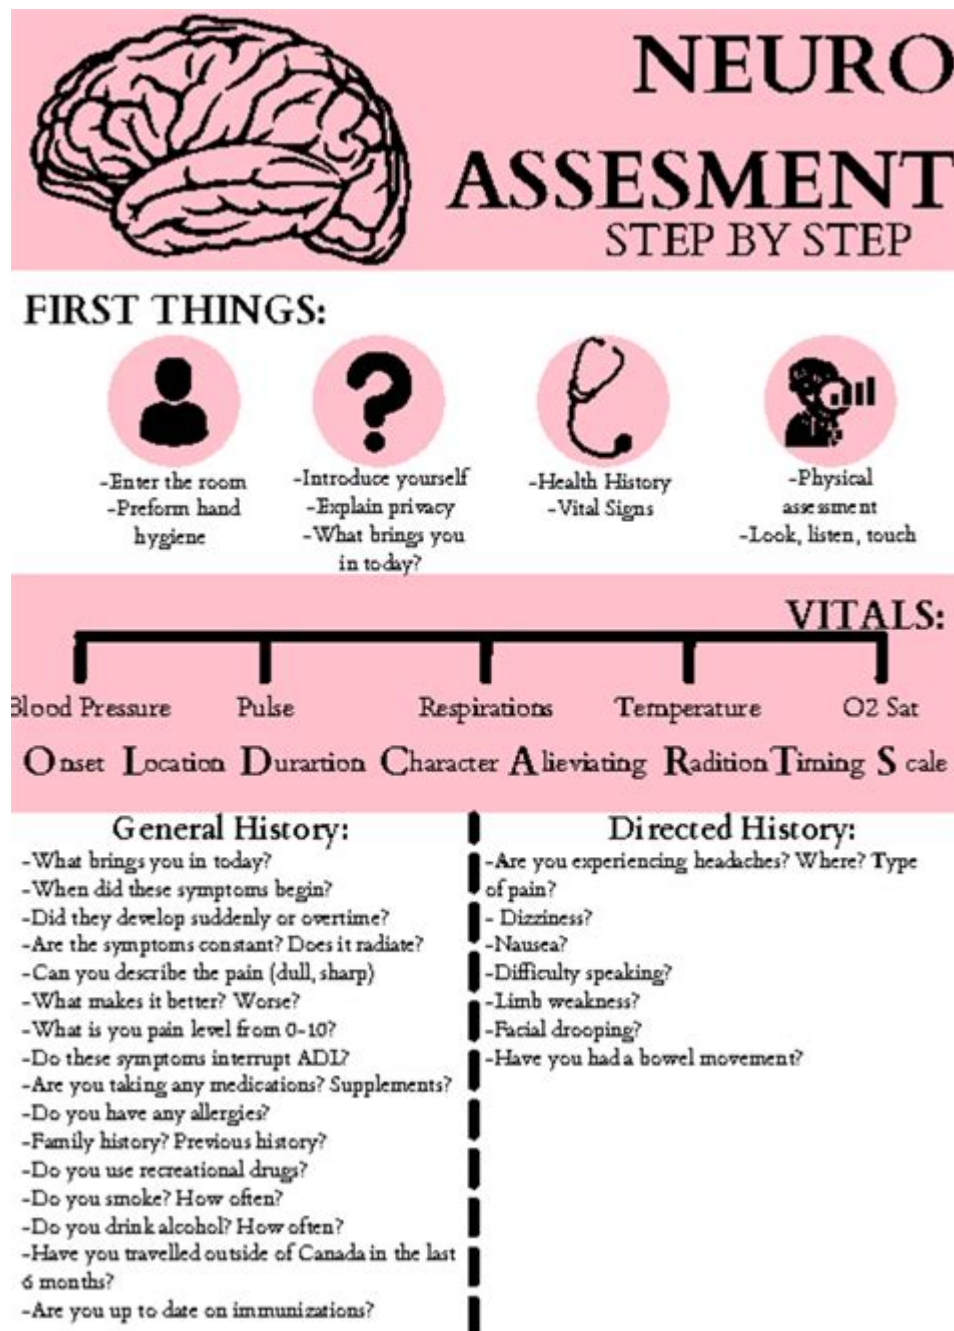 NEURO
ASSESMENT
STEP BY STEP
FIRST THINGS:
-Enter the room
-Preform hand
hygiene
-Introduce yourself
-Explain privacy
-What brings you
in today?
-Health History
-Vital Signs
-Physical
assessment
-Look, listen, touch
VITALS:
Blood Pressure
Pulse
Respirations
Temperature
O2 Sat
Onset Location Durartion Character Alieviating Radition Timing Scale
General History:
-What brings you in today?
-When did these symptoms begin?
-Did they develop suddenly or overtime?
-Are the symptoms constant? Does it radiate?
-Can you describe the pain (dull, sharp)
-What makes it better? Worse?
-What is you pain level from 0-10?
-Do these symptoms interrupt ADL?
-Are you taking any medications? Supplements?
-Do you have any allergies?
-Family history? Previous history?
-Do you use recreational drugs?
-Do you smoke? How often?
-Do you drink alcohol? How often?
-Have you travelled outside of Canada in the last
6 months?
-Are you up to date on immunizations?
Directed History:
-Are you experiencing headaches? Where? Type
of pain?
- Dizziness?
-Nausea?
-Difficulty speaking?
-Limb weakness?
-Facial drooping?
-Have you had a bowel movement?